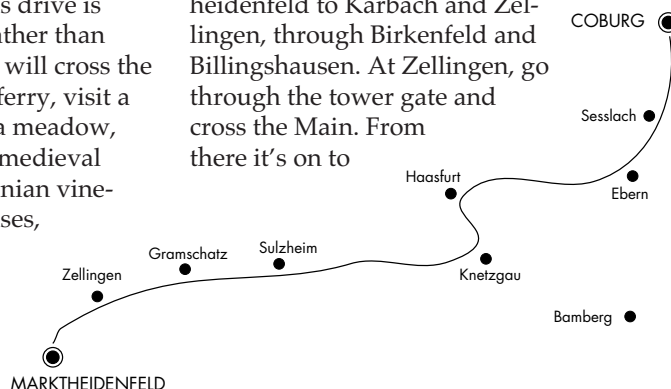 s drive is
ather than
will cross the
ferry, visit a
a meadow,
medieval
nian vine-
ses,
heidenfeld to Karbach and Zel-
lingen, through Birkenfeld and
Billingshausen. At Zellingen, go
through the tower gate and
cross the Main. From
there it's on to
COBURG
Sesslach
Ebern
Haasfurt
Knetzgau
Bamberg
Sulzheim
Gramschatz
Zellingen
MARKTHEIDENFELD